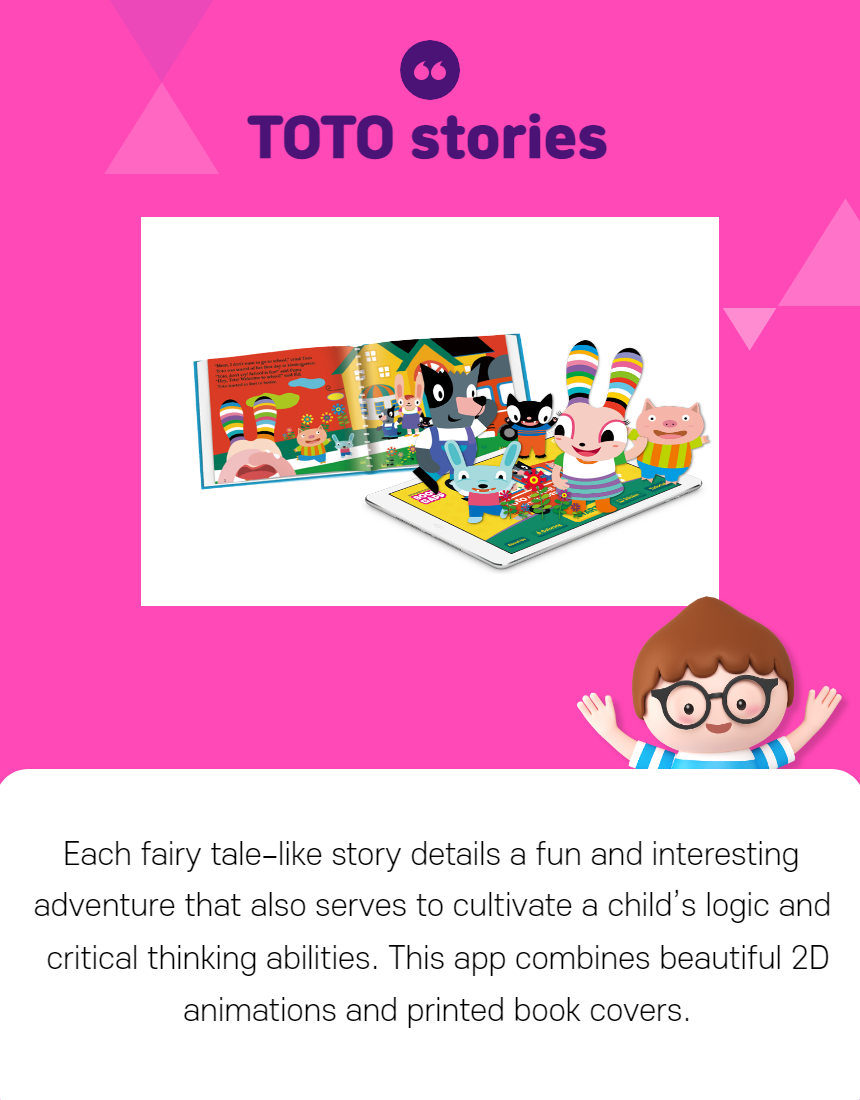 TOTO stories
Each fairy tale-like story details a fun and interesting
adventure that also serves to cultivate a child's logic and
critical thinking abilities. This app combines beautiful 2D
animations and printed book covers.